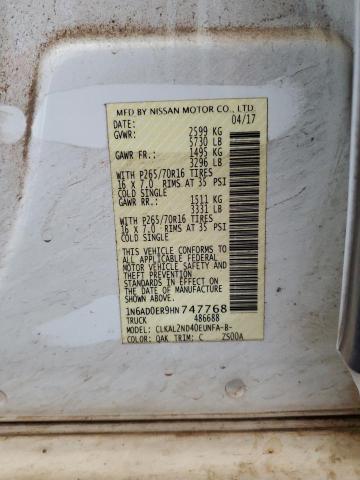 MFD BY NISSAN MOTOR CO., LTD.
DATE: 04/17
GVWR: 2599 KG
5730 LB
GAWR FR.: 1495 KG
3296 LB
WITH P265/70R16
16 X 7.0 RIMS AT 35 PSI
COLD SINGLE
GAWR RR.: 1511 KG
3331 LB
WITH P265/70R16
16 X 7.0 RIMS AT 35 PSI
COLD SINGLE
THIS VEHICLE CONFORMS
TO ALL APPLICABLE FEDERAL
MOTOR VEHICLE SAFETY
AND THEFT PREVENTION
STANDARDS IN EFFECT ON
THE DATE OF MANUFACTURE
SHOWN ABOVE.
1N6AD0ER9HN747768
TRUCK 486688
MODEL: CLKAL2ND40EUNFA-B-
COLOR: QAK TRIM: C ZS00A